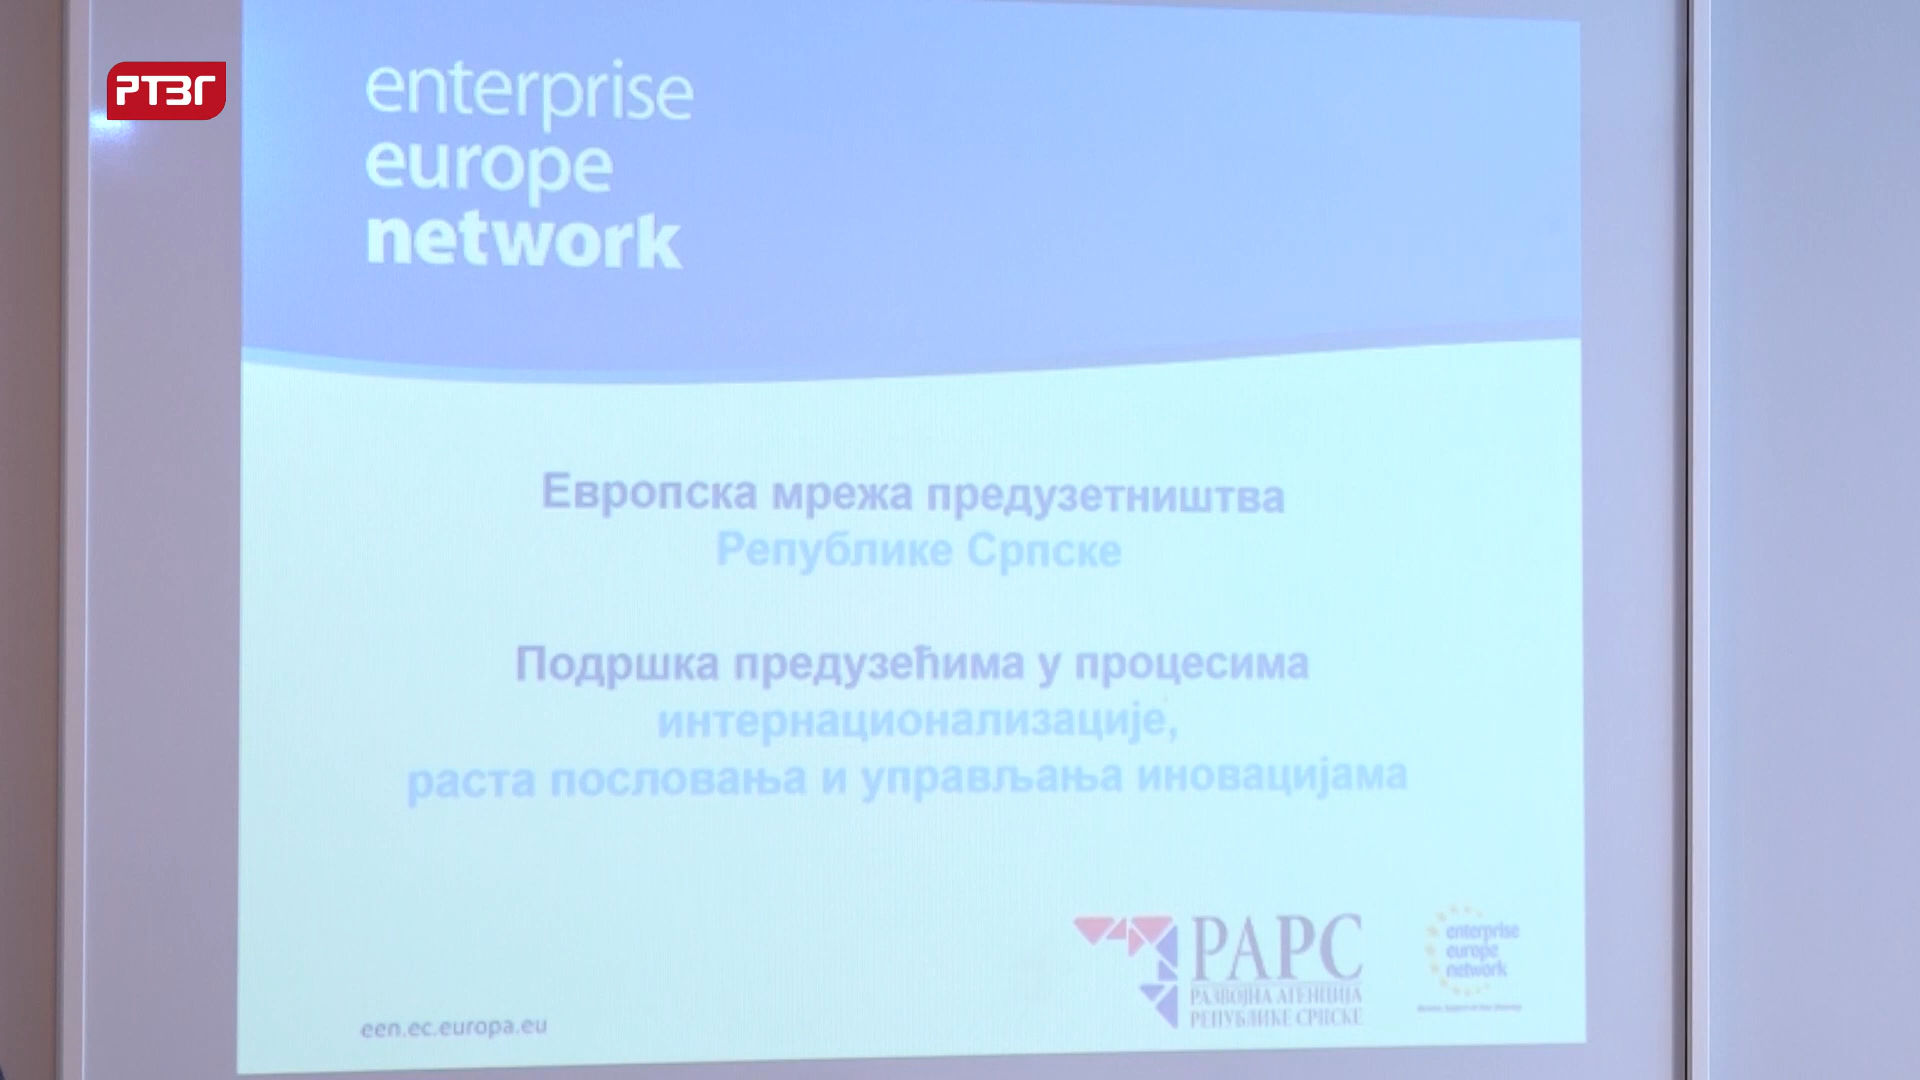 РТВГ
enterprise
europe
network
Европска мрежа предузетништва
Републике Српске
Подршка предузећима у процесима
интернационализације,
раста пословања и управљања иновацијама
РАРС
РАЗВОЈНА АГЕНЦИЈА
РЕПУБЛИКЕ СРПСКЕ
enterprise
europe
network
een.ec.europa.eu